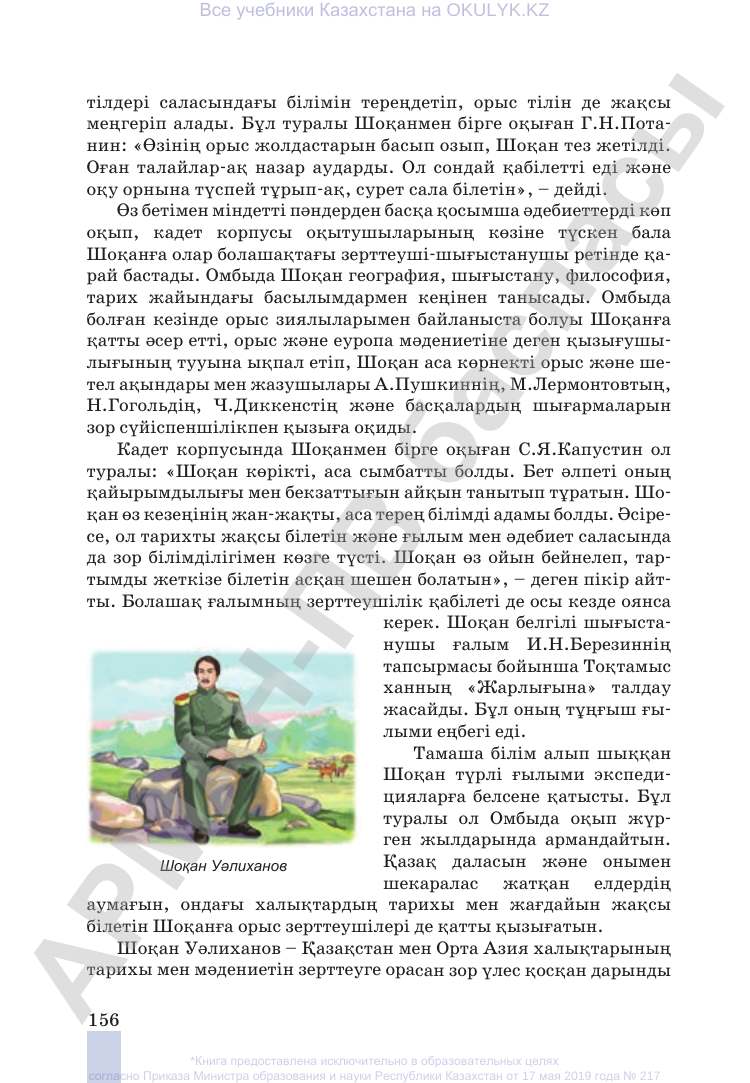 Все учебники Казахстана на OKULYK.KZ
тілдері саласындағы білімін тереңдетіп, орыс тілін де жақсы
меңгеріп алады. Бұл туралы Шоқанмен бірге оқыған Г.Н.Пота-
нин: «Өзінің орыс жолдастарын басып озып, Шоқан тез жетілді.
Оған талайлар-ақ назар аударды. Ол сондай қабілетті еді және
оқу орнына түспей тұрып-ақ, сурет сала білетін», – дейді.
Өз бетімен міндетті пәндерден басқа қосымша әдебиеттерді көп
оқып, кадет корпусы оқытушыларының көзіне түскен бала
Шоқанға олар болашақтағы зерттеуші-шығыстанушы ретінде қа-
рай бастады. Омбыда Шоқан география, шығыстану, философия,
тарих жайындағы басылымдармен кеңінен танысады. Омбыда
болған кезінде орыс зиялыларымен байланыста болуы Шоқанға
қатты әсер етті, орыс және еуропа мәдениетіне деген қызығушы-
лығының тууына ықпал етіп, Шоқан аса көрнекті орыс және ше-
тел ақындары мен жазушылары А.Пушкиннің, М.Лермонтовтың,
Н.Гогольдің, Ч.Диккенстің және басқалардың шығармаларын
зор сүйіспеншілікпен қызыға оқиды.
Кадет корпусында Шоқанмен бірге оқыған С.Я.Капустин ол
туралы: «Шоқан көрікті, аса сымбатты болды. Бет әлпеті оның
қайырымдылығы мен бекзаттығын айқын танытып тұратын. Шо-
қан өз кезеңінің жан-жақты, аса терең білімді адамы болды. Әсіре-
се, ол тарихты жақсы білетін және ғылым мен әдебиет саласында
да зор білімділігімен көзге түсті. Шоқан өз ойын бейнелеп, тар-
тымды жеткізе білетін асқан шешен болатын», – деген пікір айт-
ты. Болашақ ғалымның зерттеушілік қабілеті де осы кезде оянса
керек. Шоқан белгілі шығыста-
нушы ғалым И.Н.Березиннің
тапсырмасы бойынша Тоқтамыс
ханның «Жарлығына» талдау
жасайды. Бұл оның тұңғыш ғы-
лыми еңбегі еді.
Тамаша білім алып шыққан
Шоқан түрлі ғылыми экспеди-
цияларға белсене қатысты. Бұл
туралы ол Омбыда оқып жүр-
ген жылдарында армандайтын.
Қазақ даласын және онымен
шекаралас жатқан елдердің
Шоқан Уәлиханов
аумағын, ондағы халықтардың тарихы мен жағдайын жақсы
білетін Шоқанға орыс зерттеушілері де қатты қызығатын.
Шоқан Уәлиханов – Қазақстан мен Орта Азия халықтарының
тарихы мен мәдениетін зерттеуге орасан зор үлес қосқан дарынды
156
АРМАН-ПВ баспасы
*Книга предоставлена исключительно в образовательных целях
согласно Приказа Министра образования и науки Республики Казахстан от 17 мая 2019 года № 217